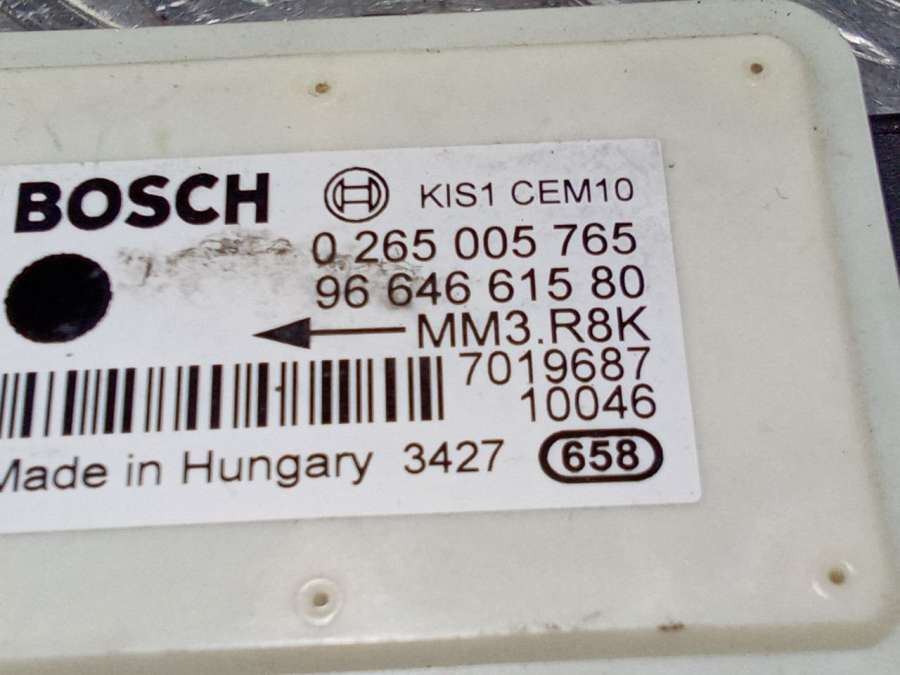 BOSCH KIS1 CEM10
0 265 005 765
96 646 615 80
MM3.R8K
7019687
10046
Made in Hungary 3427 658